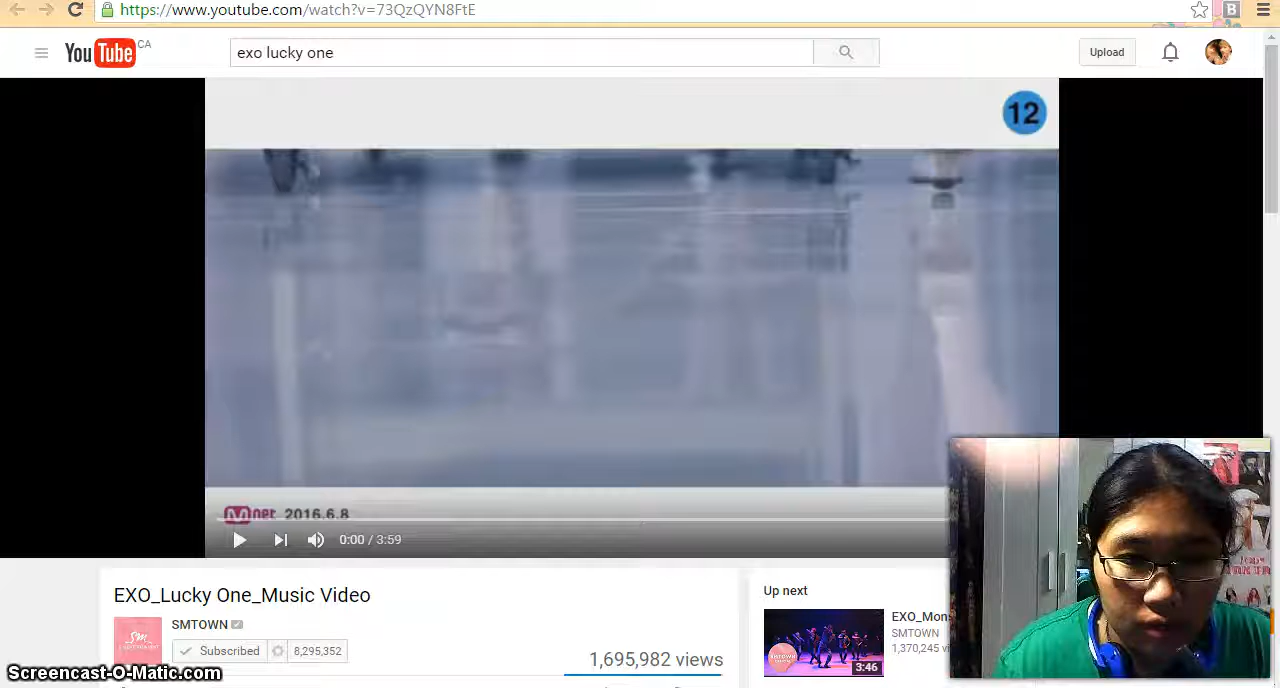 https://www.youtube.com/watch?v=73QzQYN8FtE
B
YouTube CA
exo lucky one
Upload
12
Mnet 2016.6.8
0:00 / 3:59
EXO_Lucky One_Music Video
SMTOWN
Subscribed 8,295,352
1,695,982 views
Up next
EXO_Mons
SMTOWN
1,370,245 vi
3:46
Screencast-O-Matic.com